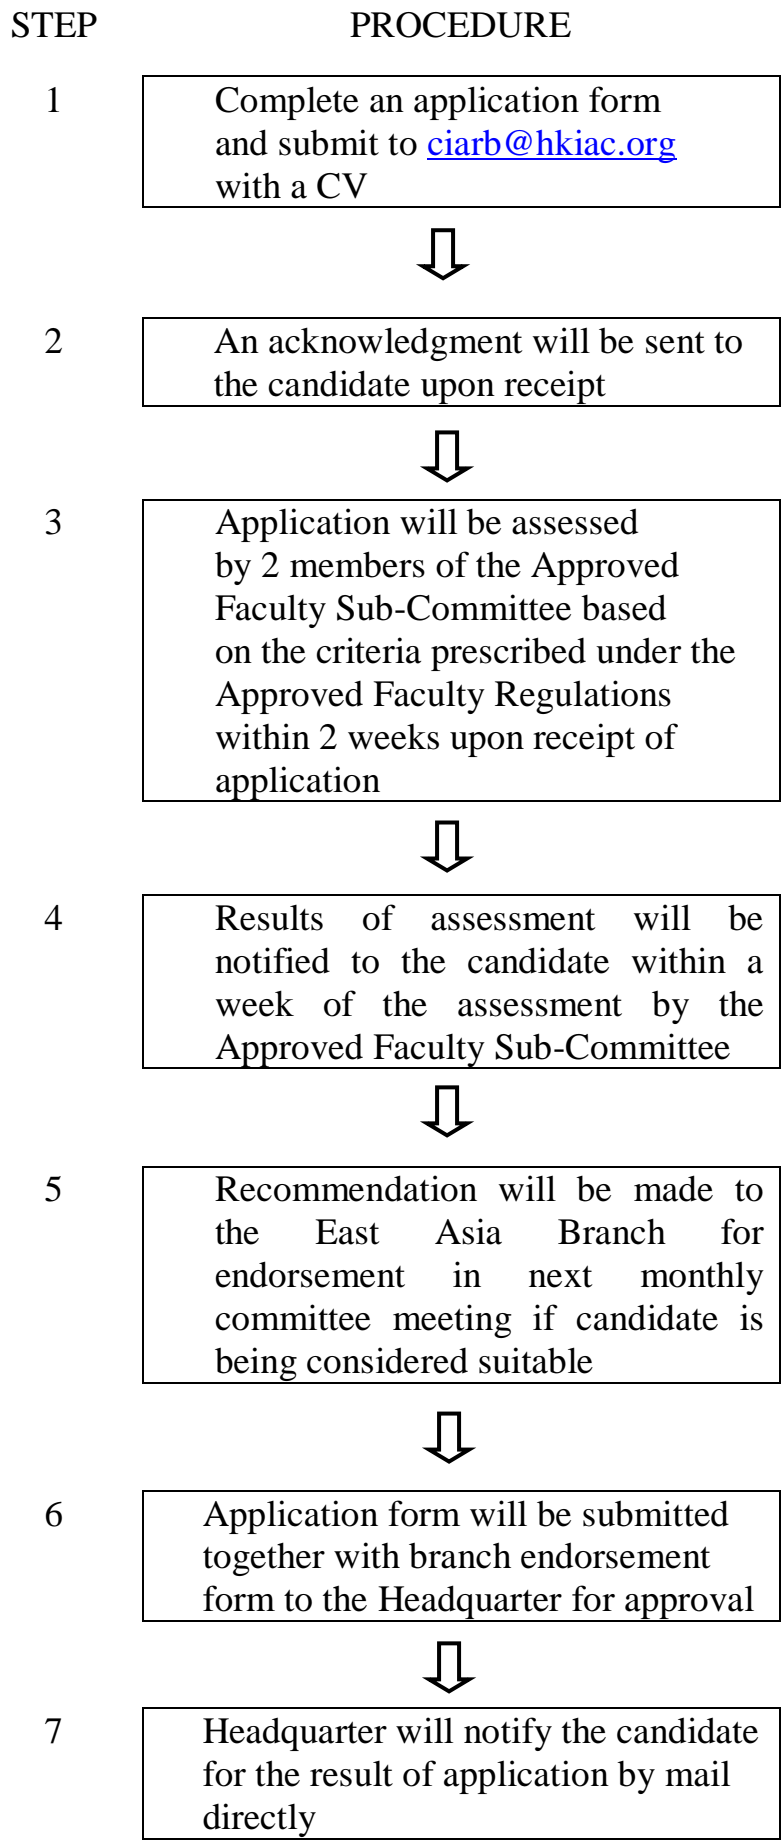 STEP PROCEDURE
1 Complete an application form
and submit to ciarb@hkiac.org
with a CV
2 An acknowledgment will be sent to
the candidate upon receipt
3 Application will be assessed
by 2 members of the Approved
Faculty Sub-Committee based
on the criteria prescribed under the
Approved Faculty Regulations
within 2 weeks upon receipt of
application
4 Results of assessment will be
notified to the candidate within a
week of the assessment by the
Approved Faculty Sub-Committee
5 Recommendation will be made to
the East Asia Branch for
endorsement in next monthly
committee meeting if candidate is
being considered suitable
6 Application form will be submitted
together with branch endorsement
form to the Headquarter for approval
7 Headquarter will notify the candidate
for the result of application by mail
directly